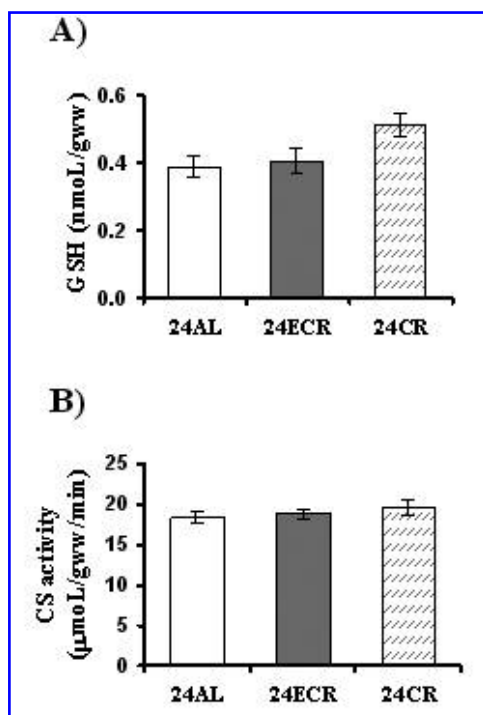 A)
GSH (nmoL/gww)
0.6
0.4
0.2
0.0
24AL 24ECR 24CR
B)
CS activity
(µmoL/gww/min)
25
20
15
10
5
0
24AL 24ECR 24CR